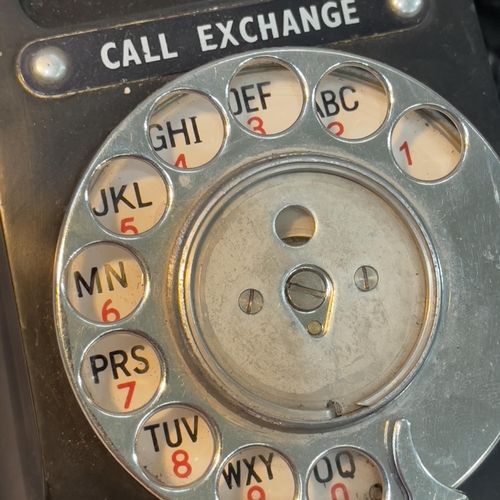 CALL EXCHANGE
1
ABC
2
DEF
3
GHI
4
JKL
5
MN
6
PRS
7
TUV
8
WXY
9
OQ
0